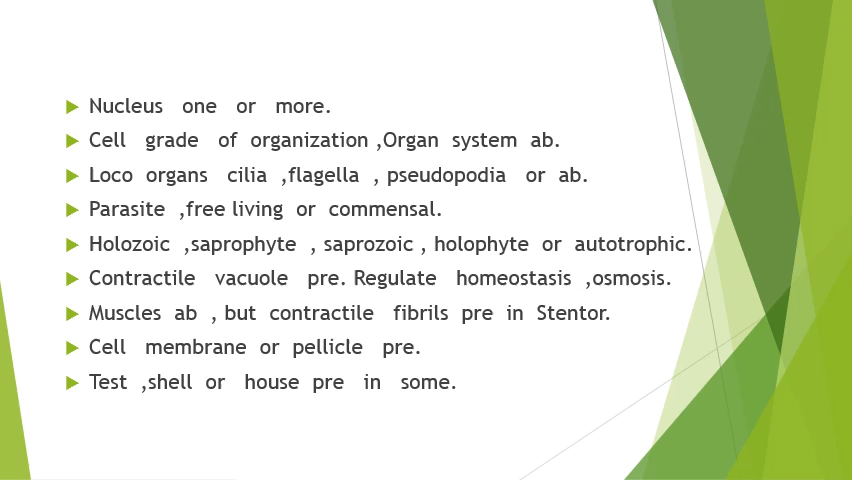 Nucleus one or more.
Cell grade of organization ,Organ system ab.
Loco organs cilia ,flagella , pseudopodia or ab.
Parasite ,free living or commensal.
Holozoic ,saprophyte , saprozoic , holophyte or autotrophic.
Contractile vacuole pre. Regulate homeostasis ,osmosis.
Muscles ab , but contractile fibrils pre in Stentor.
Cell membrane or pellicle pre.
Test ,shell or house pre in some.